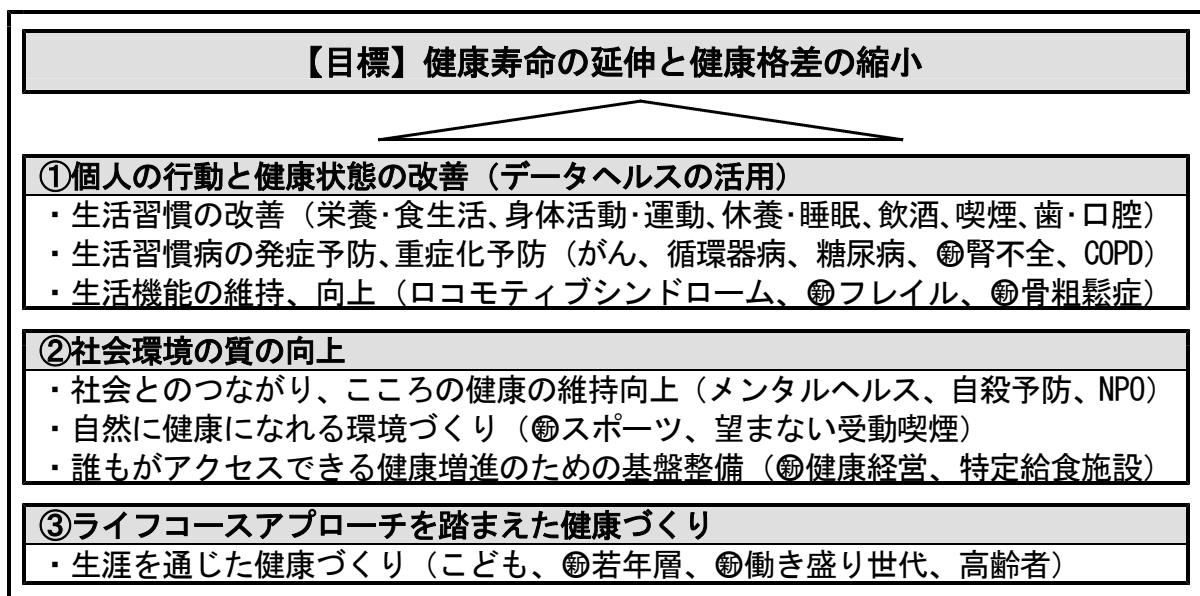 【目標】健康寿命の延伸と健康格差の縮小
①個人の行動と健康状態の改善（データヘルスの活用）
・生活習慣の改善（栄養･食生活、身体活動･運動、休養･睡眠、飲酒、喫煙、歯･口腔）
・生活習慣病の発症予防、重症化予防（がん、循環器病、糖尿病、㊟腎不全、COPD）
・生活機能の維持、向上（ロコモティブシンドローム、新フレイル、新骨粗鬆症）
②社会環境の質の向上
・社会とのつながり、こころの健康の維持向上（メンタルヘルス、自殺予防、NPO）
・自然に健康になれる環境づくり（新スポーツ、望まない受動喫煙）
・誰もがアクセスできる健康増進のための基盤整備（新健康経営、特定給食施設）
③ライフコースアプローチを踏まえた健康づくり
・生涯を通じた健康づくり（こども、新若年層、新働き盛り世代、高齢者）